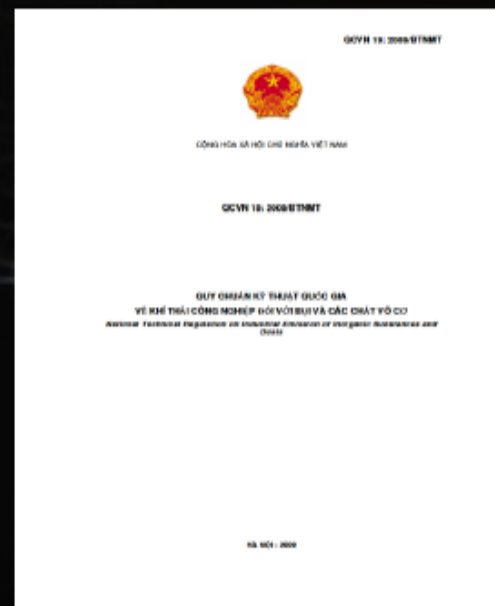 QCVN 19: 2009/BTNMT
CỘNG HÒA XÃ HỘI CHỦ NGHĨA VIỆT NAM
QCVN 19: 2009/BTNMT
QUY CHUẨN KỸ THUẬT QUỐC GIA
VỀ KHÍ THẢI CÔNG NGHIỆP ĐỐI VỚI BỤI VÀ CÁC CHẤT VÔ CƠ
National Technical Regulation on Industrial Emission of Inorganic Substances and
Dusts
HÀ NỘI - 2009